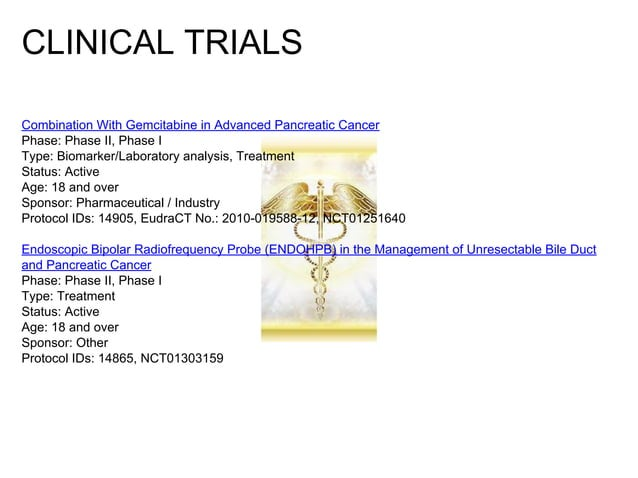 CLINICAL TRIALS
Combination With Gemcitabine in Advanced Pancreatic Cancer
Phase: Phase II, Phase I
Type: Biomarker/Laboratory analysis, Treatment
Status: Active
Age: 18 and over
Sponsor: Pharmaceutical / Industry
Protocol IDs: 14905, EudraCT No.: 2010-019588-12, NCT01251640
Endoscopic Bipolar Radiofrequency Probe (ENDOHPB) in the Management of Unresectable Bile Duct
and Pancreatic Cancer
Phase: Phase II, Phase I
Type: Treatment
Status: Active
Age: 18 and over
Sponsor: Other
Protocol IDs: 14865, NCT01303159